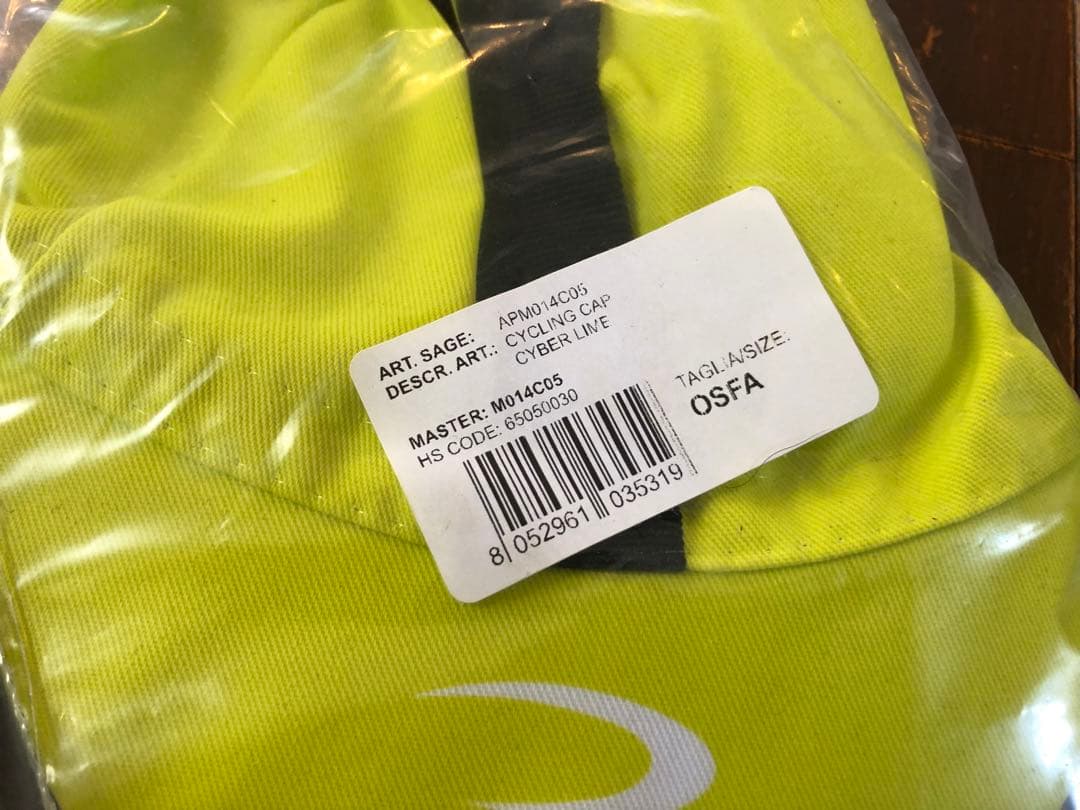 ART. SAGE: APM014C05
DESCR. ART.: CYCLING CAP
CYBER LIME
MASTER: M014C05
HS CODE: 65050030
TAGLIA/SIZE:
OSFA
8 052961 035319